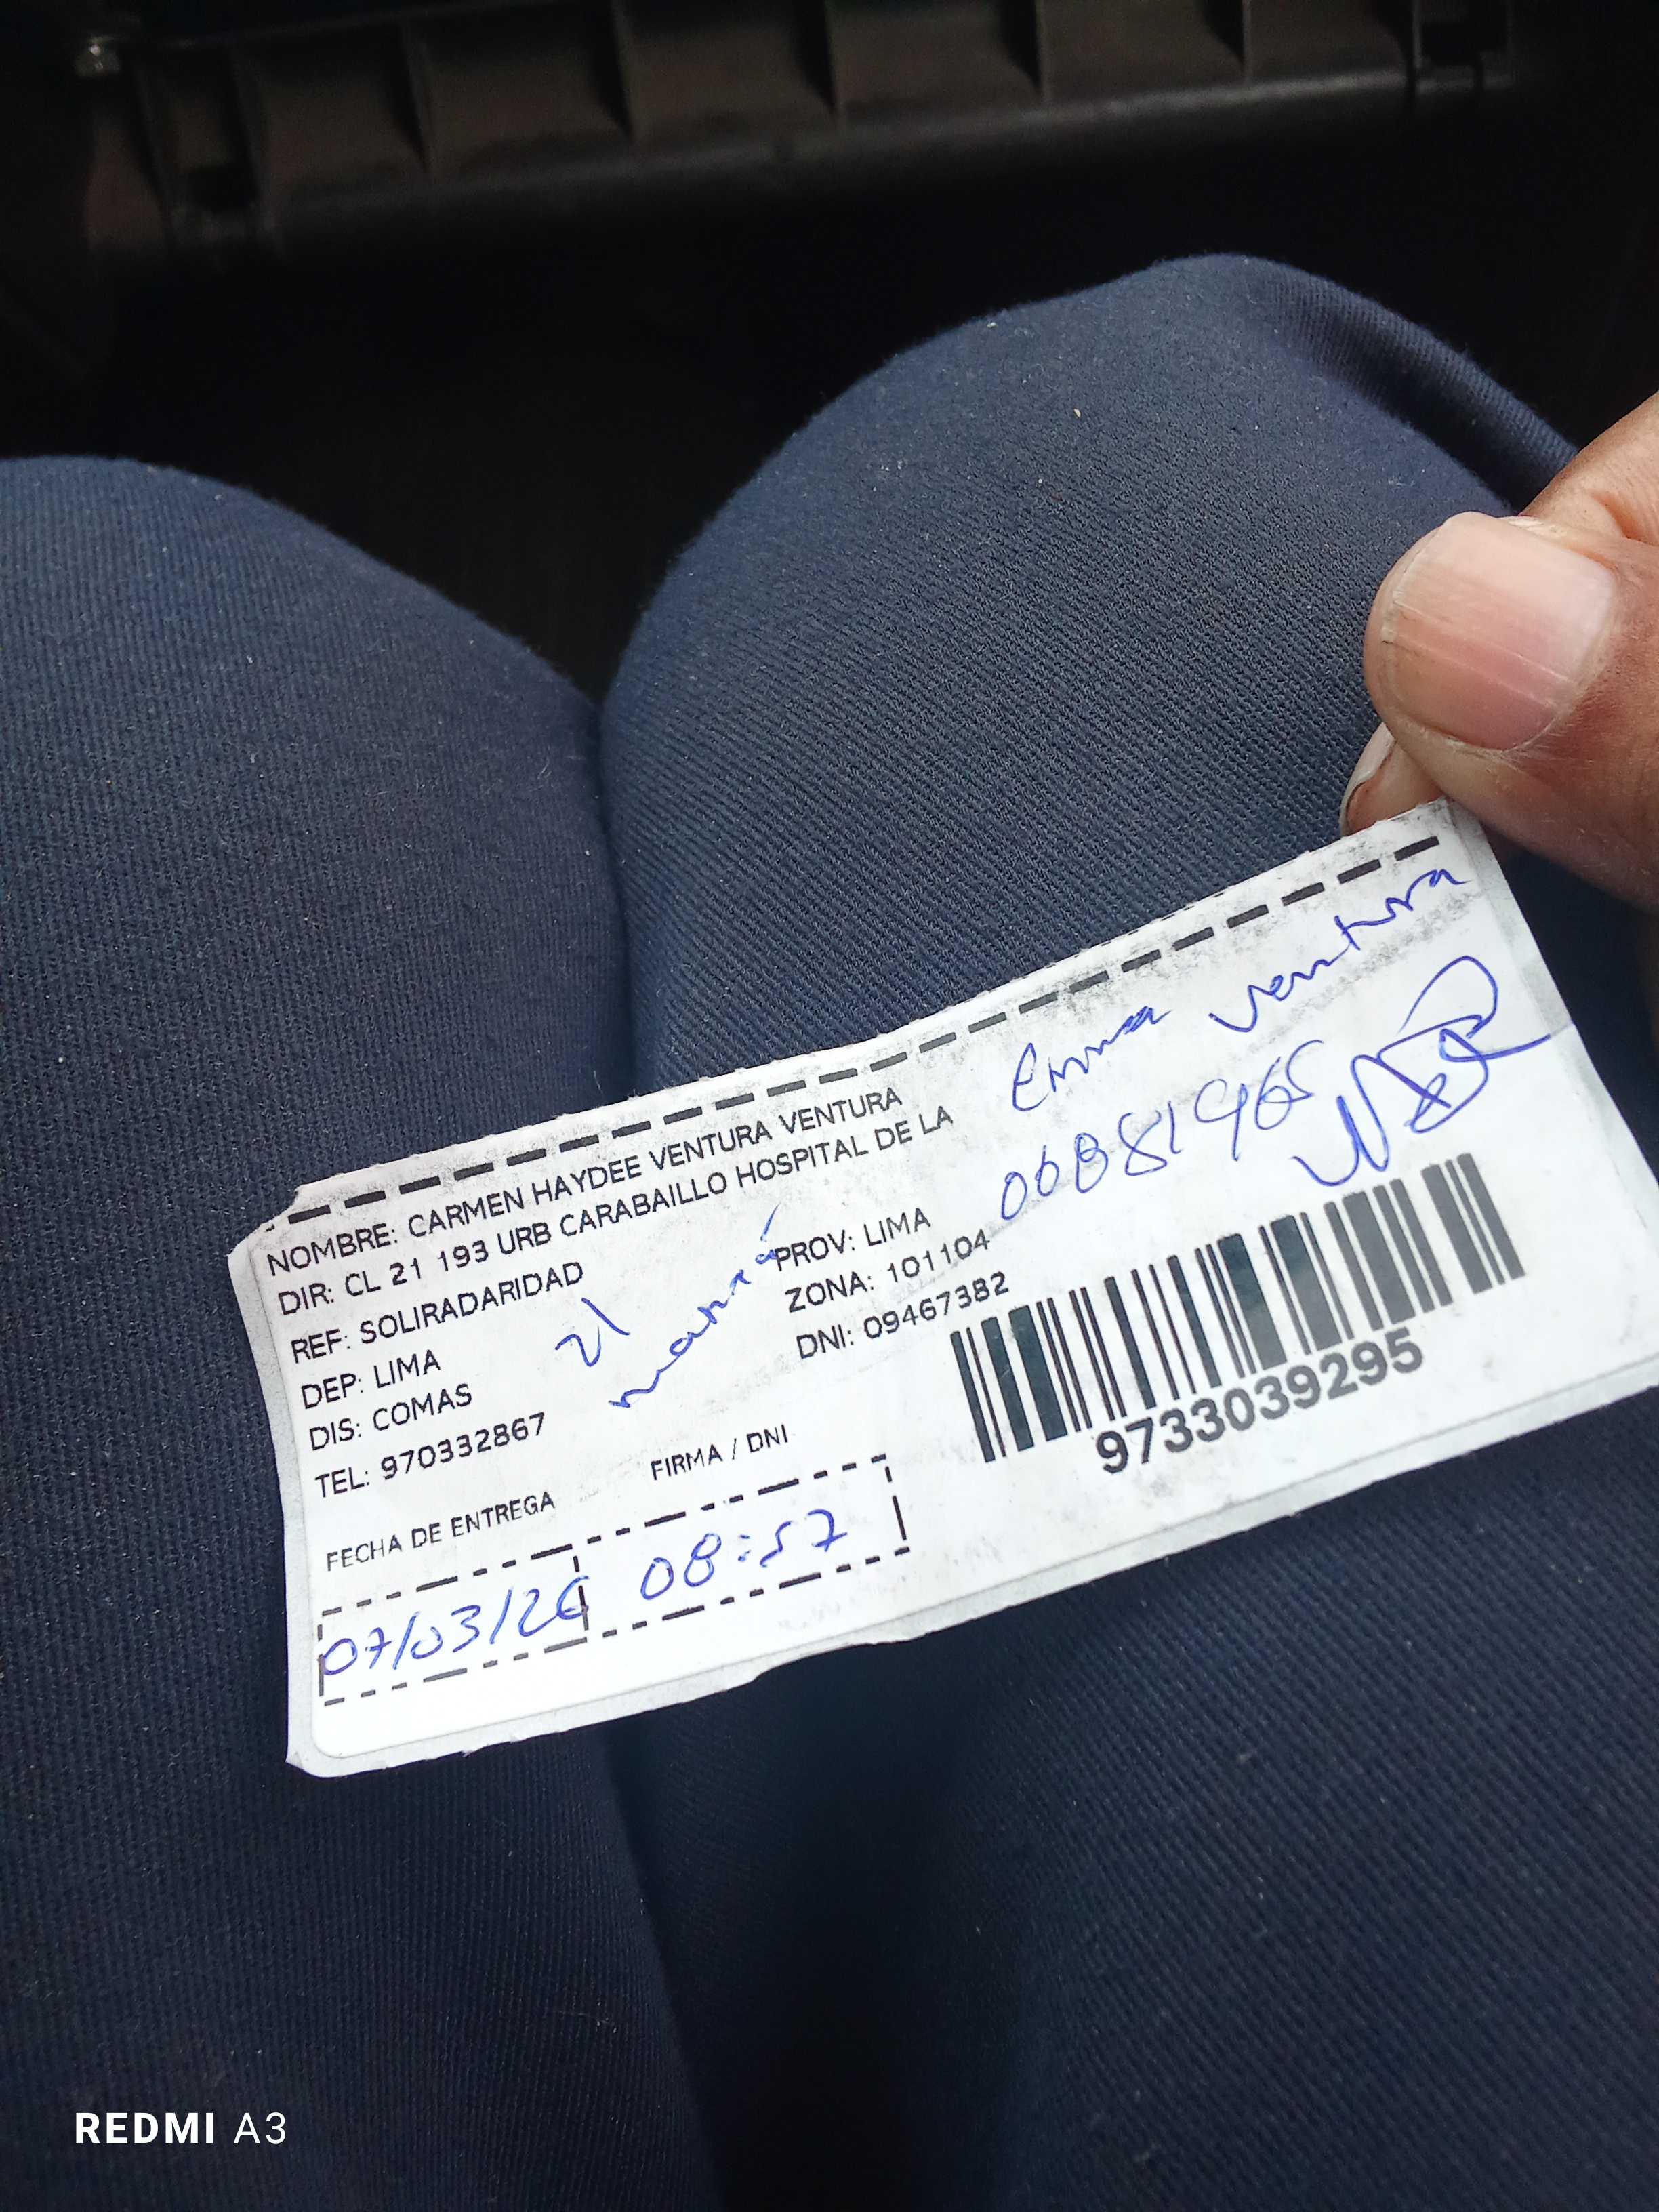 NOMBRE: CARMEN HAYDEE VENTURA VENTURA
DIR: CL 21 193 URB CARABAILLO HOSPITAL DE LA
REF: SOLIRADARIDAD
DEP: LIMA
PROV: LIMA
DIS: COMAS
ZONA: 101104
TEL: 970332867
DNI: 09467382
mamá
Emma Ventura
9733039295
FECHA DE ENTREGA
FIRMA / DNI
07/03/26
08:57
REDMI A3